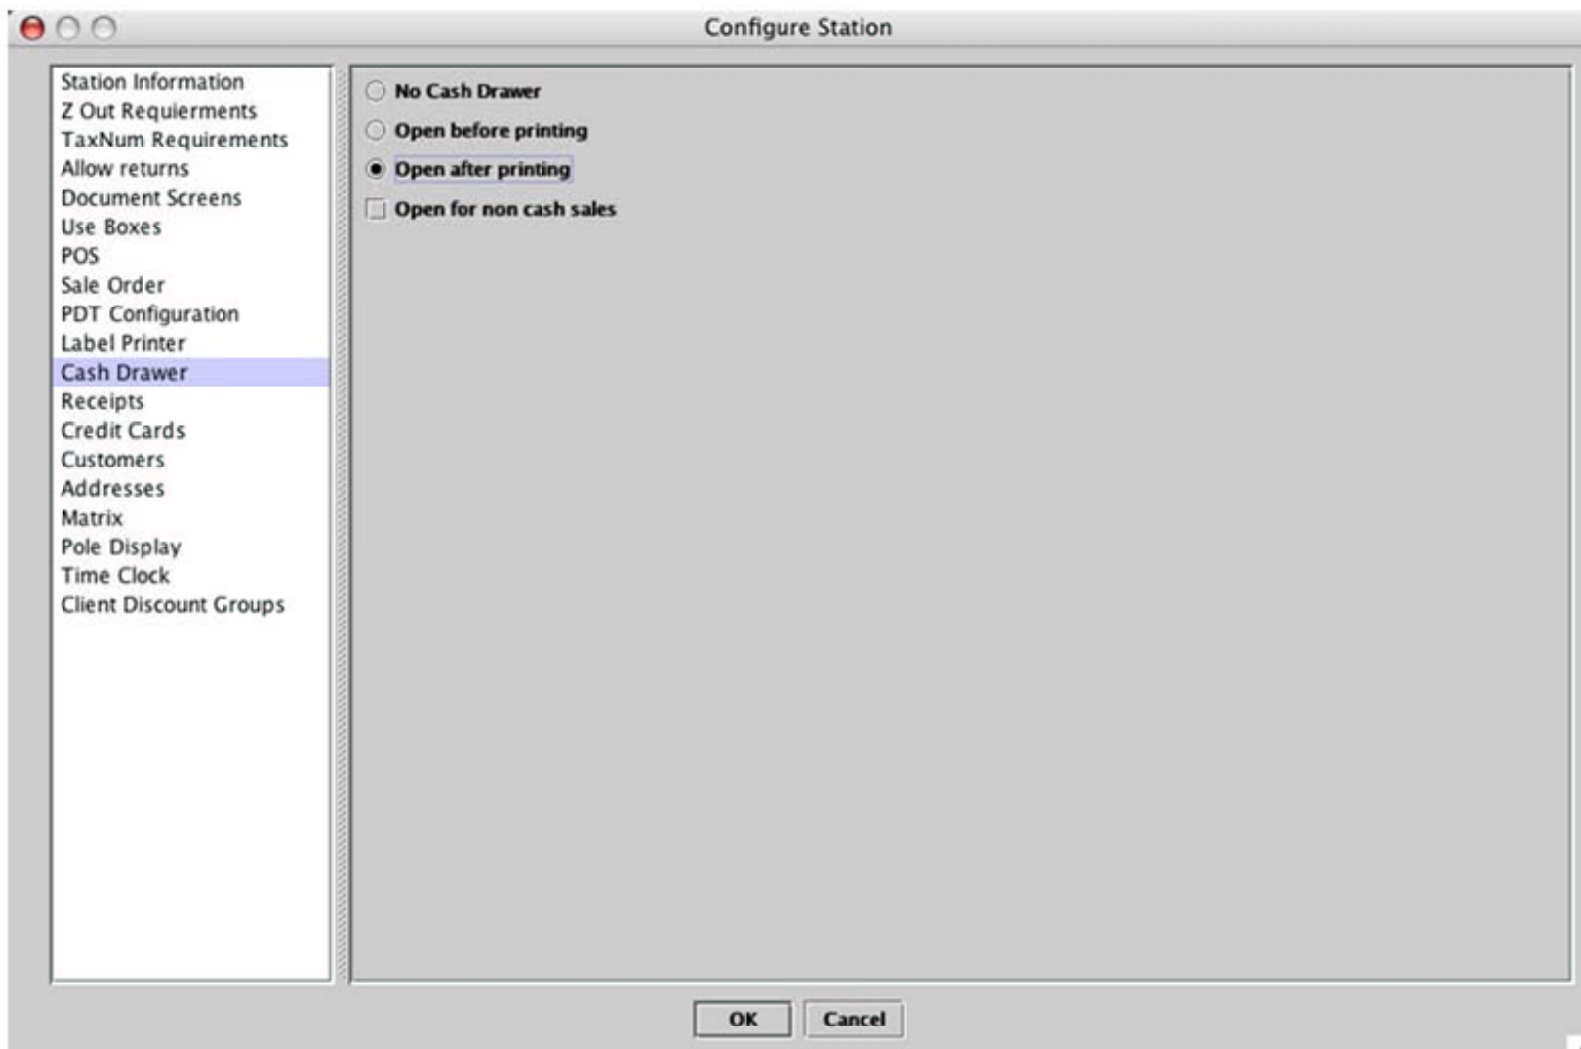 Configure Station
Station Information
Z Out Requierments
TaxNum Requirements
Allow returns
Document Screens
Use Boxes
POS
Sale Order
PDT Configuration
Label Printer
Cash Drawer
Receipts
Credit Cards
Customers
Addresses
Matrix
Pole Display
Time Clock
Client Discount Groups
No Cash Drawer
Open before printing
Open after printing
Open for non cash sales
OK
Cancel